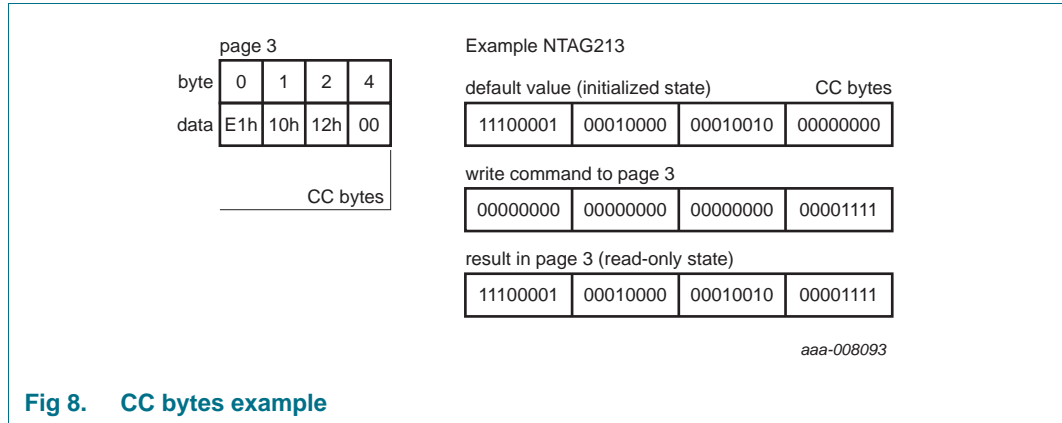 page 3
byte 0 1 2 4
data E1h 10h 12h 00
CC bytes
Example NTAG213
default value (initialized state) CC bytes
11100001 00010000 00010010 00000000
write command to page 3
00000000 00000000 00000000 00001111
result in page 3 (read-only state)
11100001 00010000 00010010 00001111
aaa-008093
Fig 8. CC bytes example